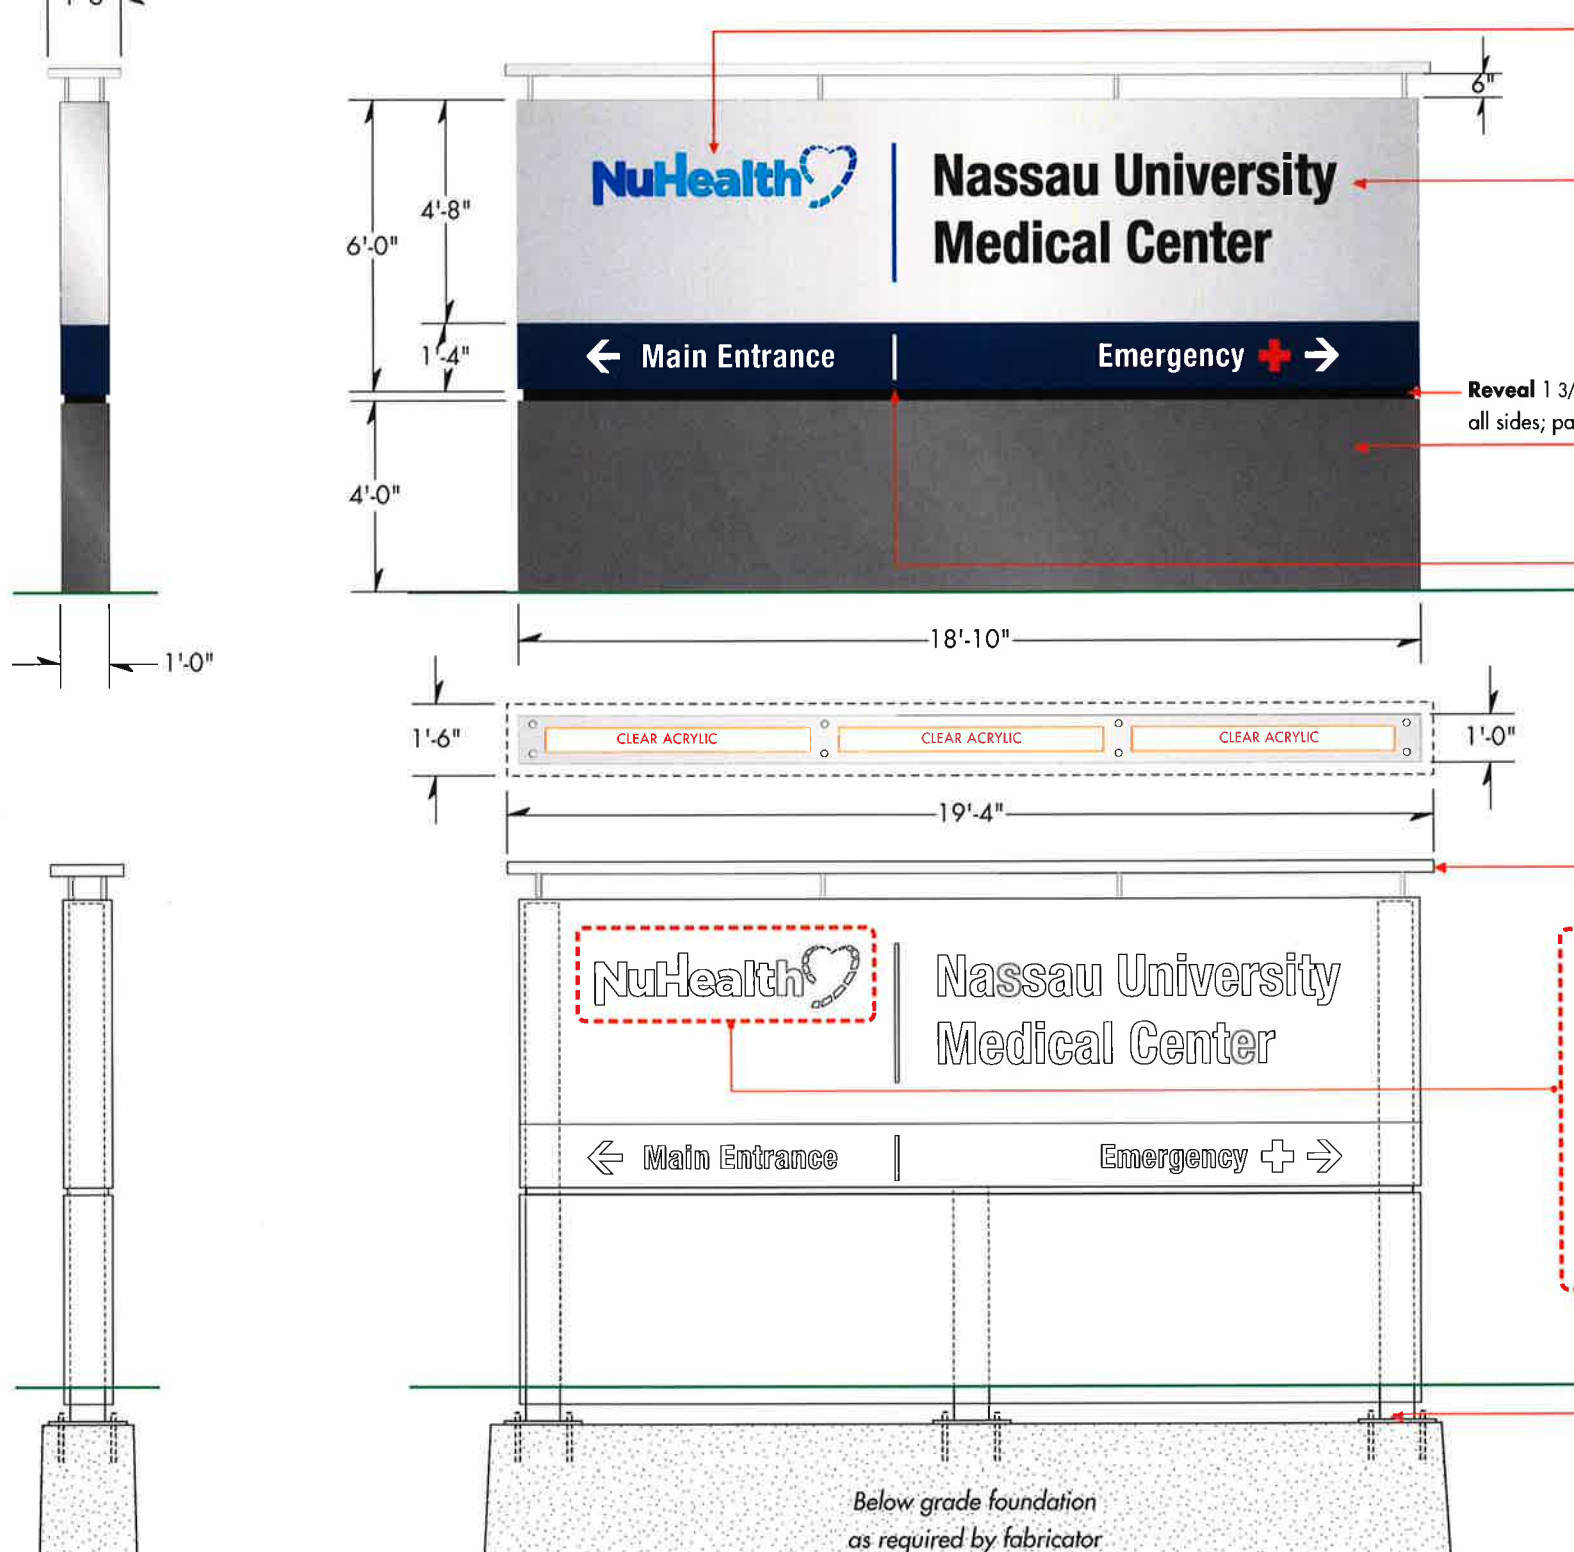 6"
NuHealth
Nassau University
Medical Center
4'-8"
6'-0"
1'-4"
← Main Entrance
Emergency + →
Reveal 1 3/
all sides; pa
4'-0"
18'-10"
1'-0"
1'-6"
CLEAR ACRYLIC
CLEAR ACRYLIC
CLEAR ACRYLIC
1'-0"
19'-4"
NuHealth
Nassau University
Medical Center
← Main Entrance
Emergency + →
Below grade foundation
as required by fabricator